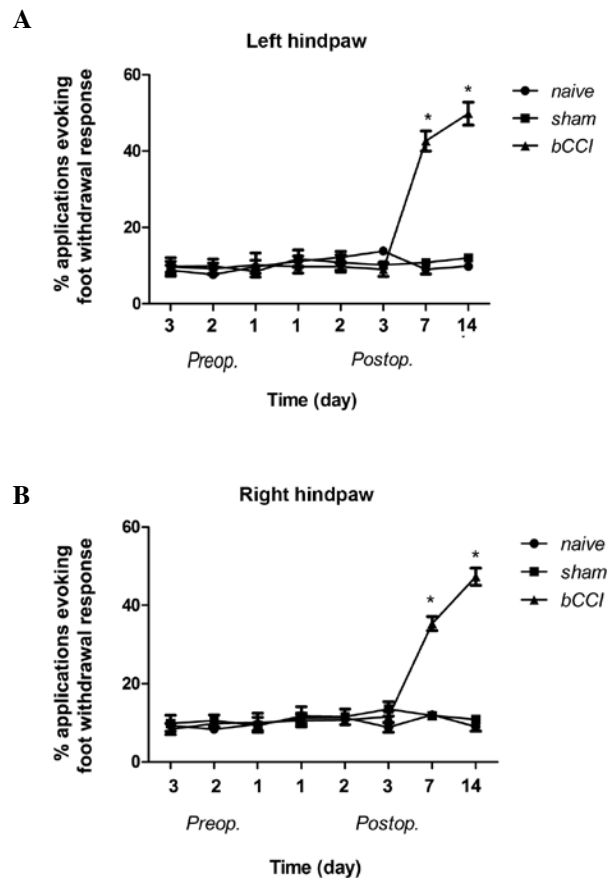 A
Left hindpaw
% applications evoking
foot withdrawal response
60
40
20
0
*
*
naive
sham
bCCI
3 2 1 1 2 3 7 14
Preop. Postop.
Time (day)
B
Right hindpaw
% applications evoking
foot withdrawal response
60
40
20
0
*
*
naive
sham
bCCI
3 2 1 1 2 3 7 14
Preop. Postop.
Time (day)